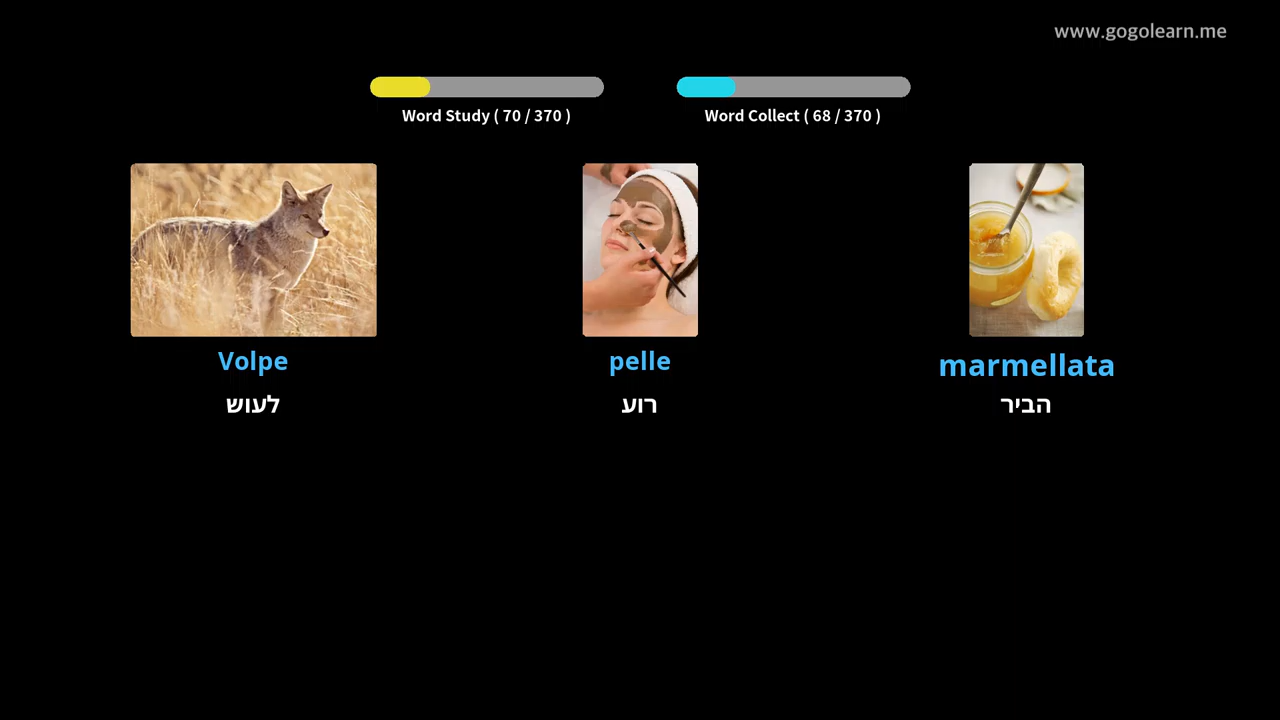 www.gogolearn.me
Word Study ( 70 / 370 )
Word Collect ( 68 / 370 )
Volpe
pelle
marmellata
לעוש
רוע
הביר